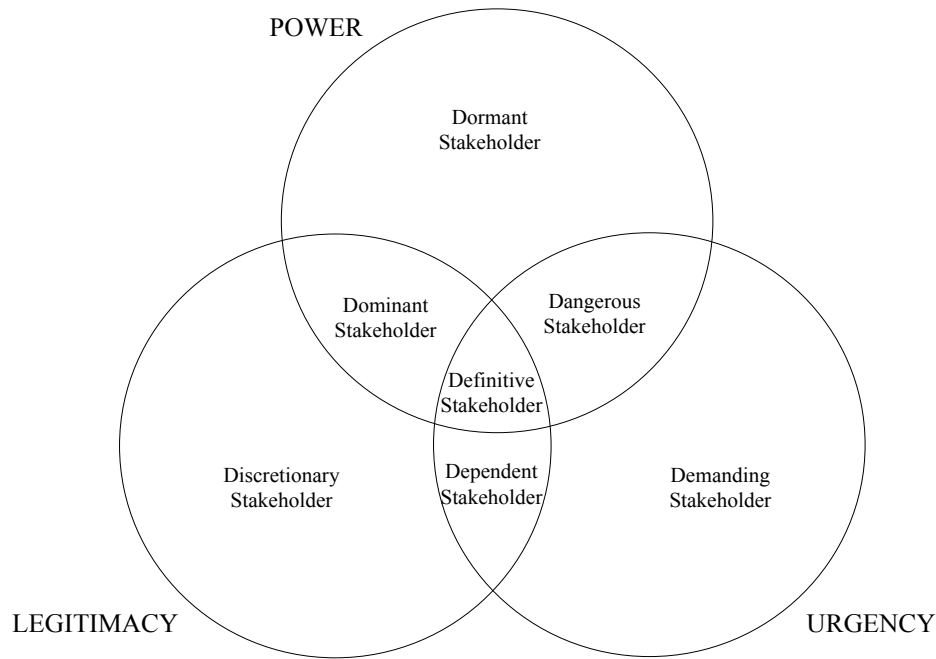 POWER
Dormant
Stakeholder
Dominant
Stakeholder
Dangerous
Stakeholder
Definitive
Stakeholder
Discretionary
Stakeholder
Dependent
Stakeholder
Demanding
Stakeholder
LEGITIMACY
URGENCY